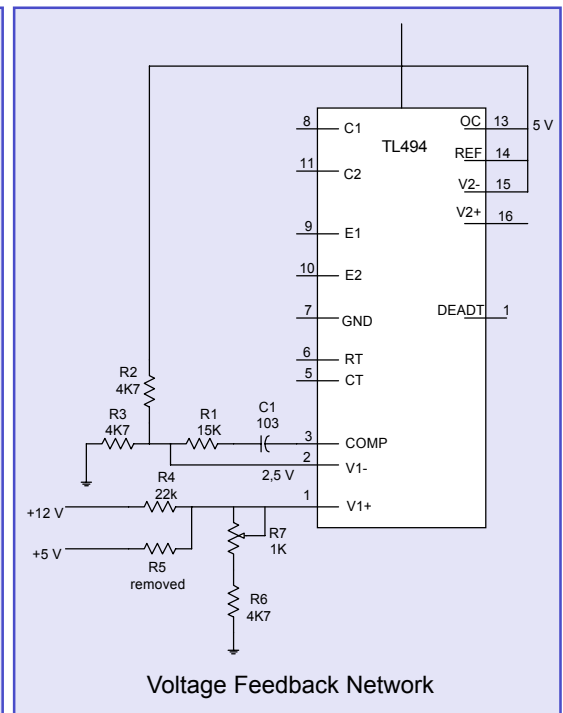 8 C1 TL494 OC 13 5 V
REF 14
11 C2
V2- 15
V2+ 16
9 E1
10 E2
7 GND DEADT 1
6 RT
R2
4K7
5 CT
R3
4K7
R1
15K
C1
103
3 COMP
2 V1-
2,5 V
R4
22k
1 V1+
+12 V
R7
1K
+5 V
R5
removed
R6
4K7
Voltage Feedback Network